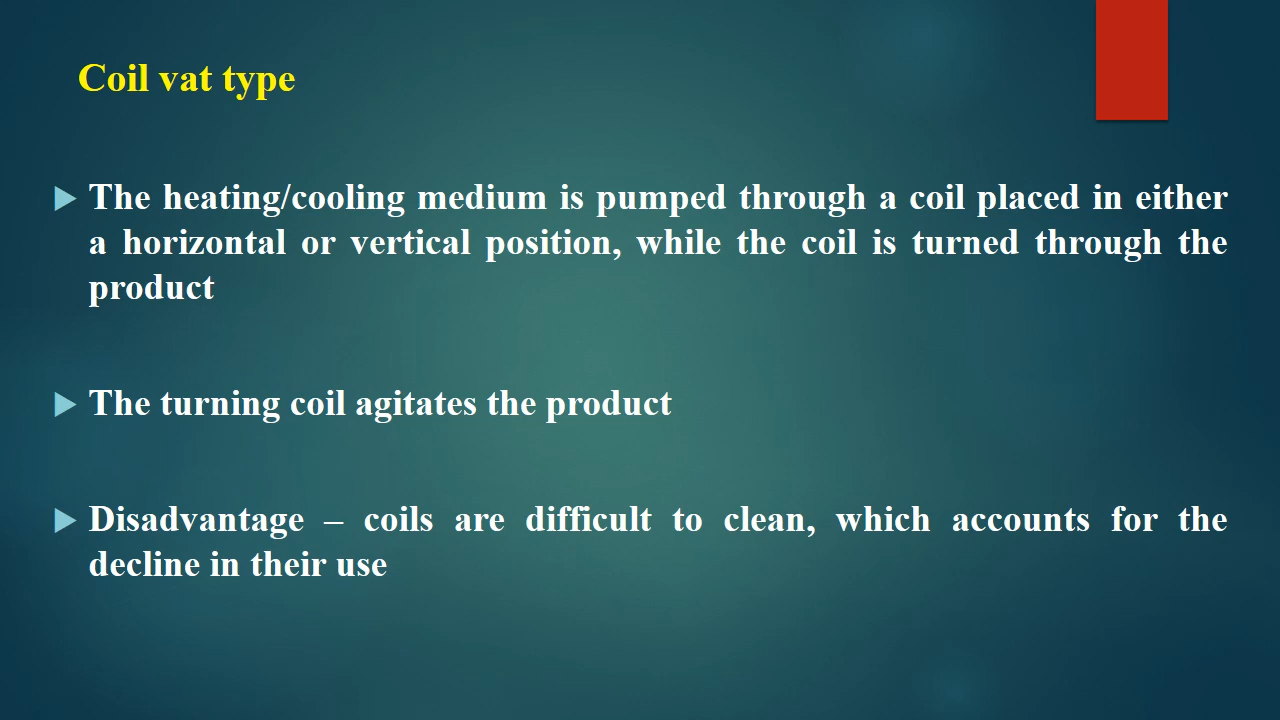 Coil vat type
The heating/cooling medium is pumped through a coil placed in either
a horizontal or vertical position, while the coil is turned through the
product
The turning coil agitates the product
Disadvantage – coils are difficult to clean, which accounts for the
decline in their use